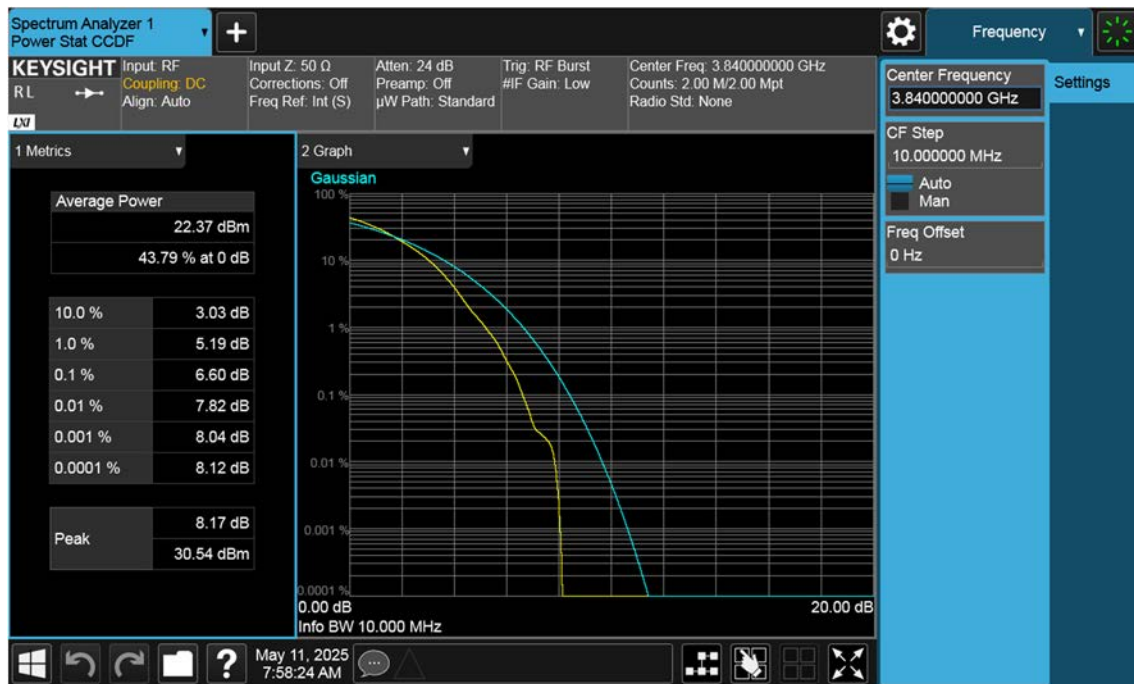 Spectrum Analyzer 1
Power Stat CCDF
Frequency
KEYSIGHT
RL
LXI
Input: RF
Coupling: DC
Align: Auto
Input Z: 50 Ω
Corrections: Off
Freq Ref: Int (S)
Atten: 24 dB
Preamp: Off
µW Path: Standard
Trig: RF Burst
#IF Gain: Low
Center Freq: 3.840000000 GHz
Counts: 2.00 M/2.00 Mpt
Radio Std: None
Center Frequency
3.840000000 GHz
Settings
CF Step
10.000000 MHz
Auto
Man
Freq Offset
0 Hz
1 Metrics
Average Power
22.37 dBm
43.79 % at 0 dB
10.0 % 3.03 dB
1.0 % 5.19 dB
0.1 % 6.60 dB
0.01 % 7.82 dB
0.001 % 8.04 dB
0.0001 % 8.12 dB
Peak
8.17 dB
30.54 dBm
2 Graph
Gaussian
100 %
10 %
1 %
0.1 %
0.01 %
0.001 %
0.0001 %
0.00 dB 20.00 dB
Info BW 10.000 MHz
?
May 11, 2025
7:58:24 AM